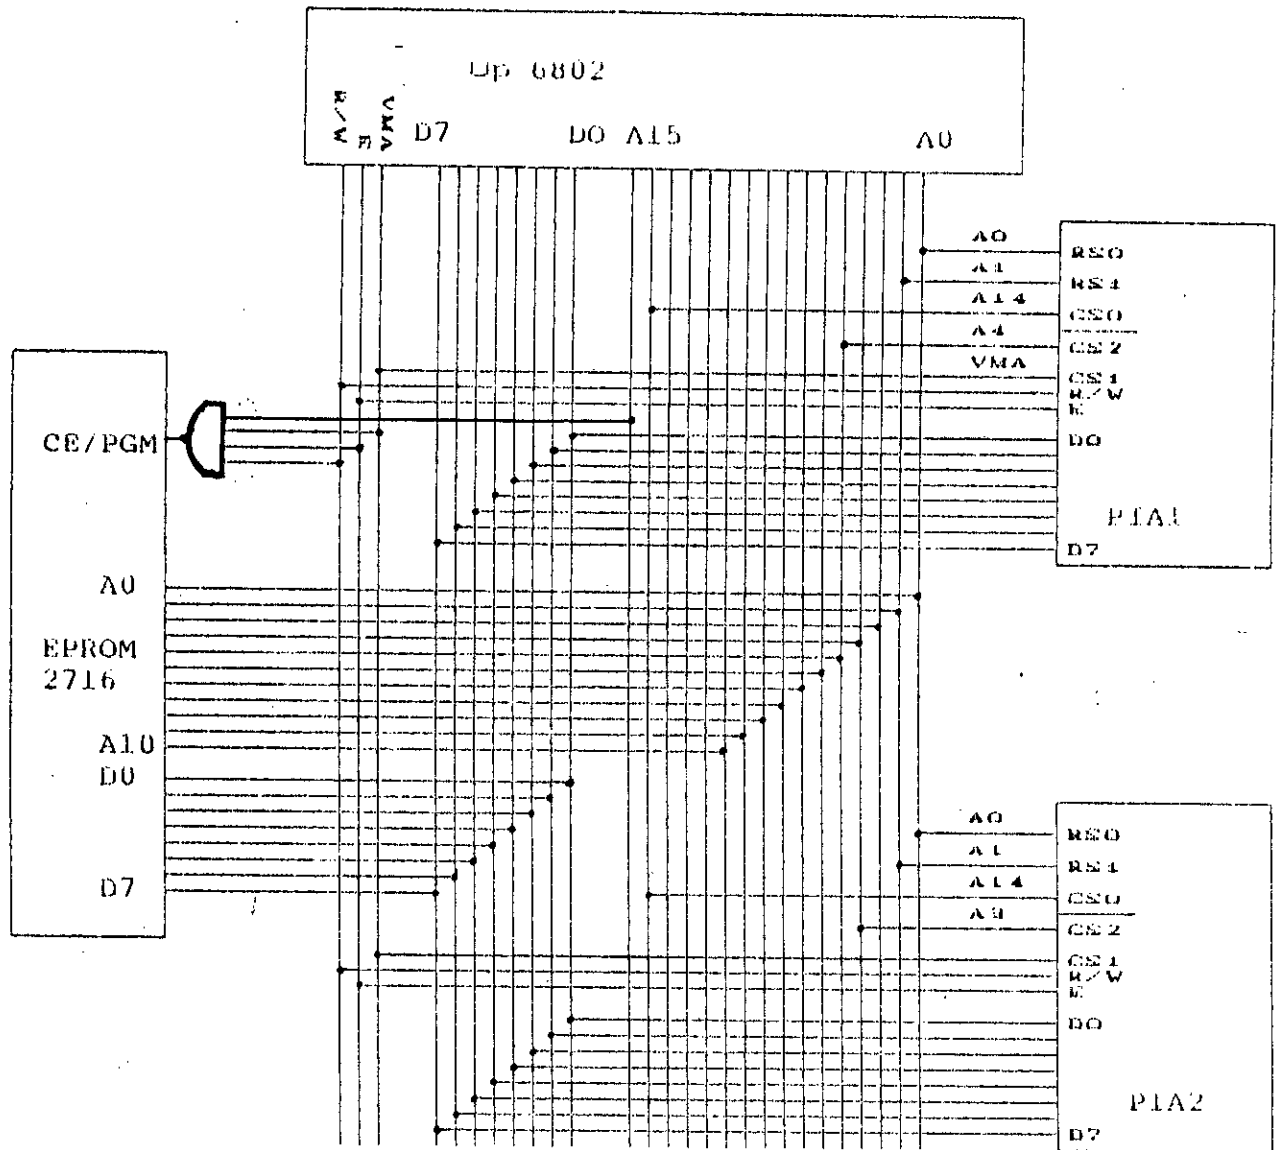 µp 6802
R/W E VMA D7 D0 A15 A0
A0 RS0
A1 RS1
A14 CS0
A4 CS2
VMA CS1
R/W
E
CE/PGM
D0
PIA1
D7
A0
EPROM
2716
A10
D0
D7
A0 RS0
A1 RS1
A14 CS0
A3 CS2
CS1
R/W
E
D0
PIA2
D7